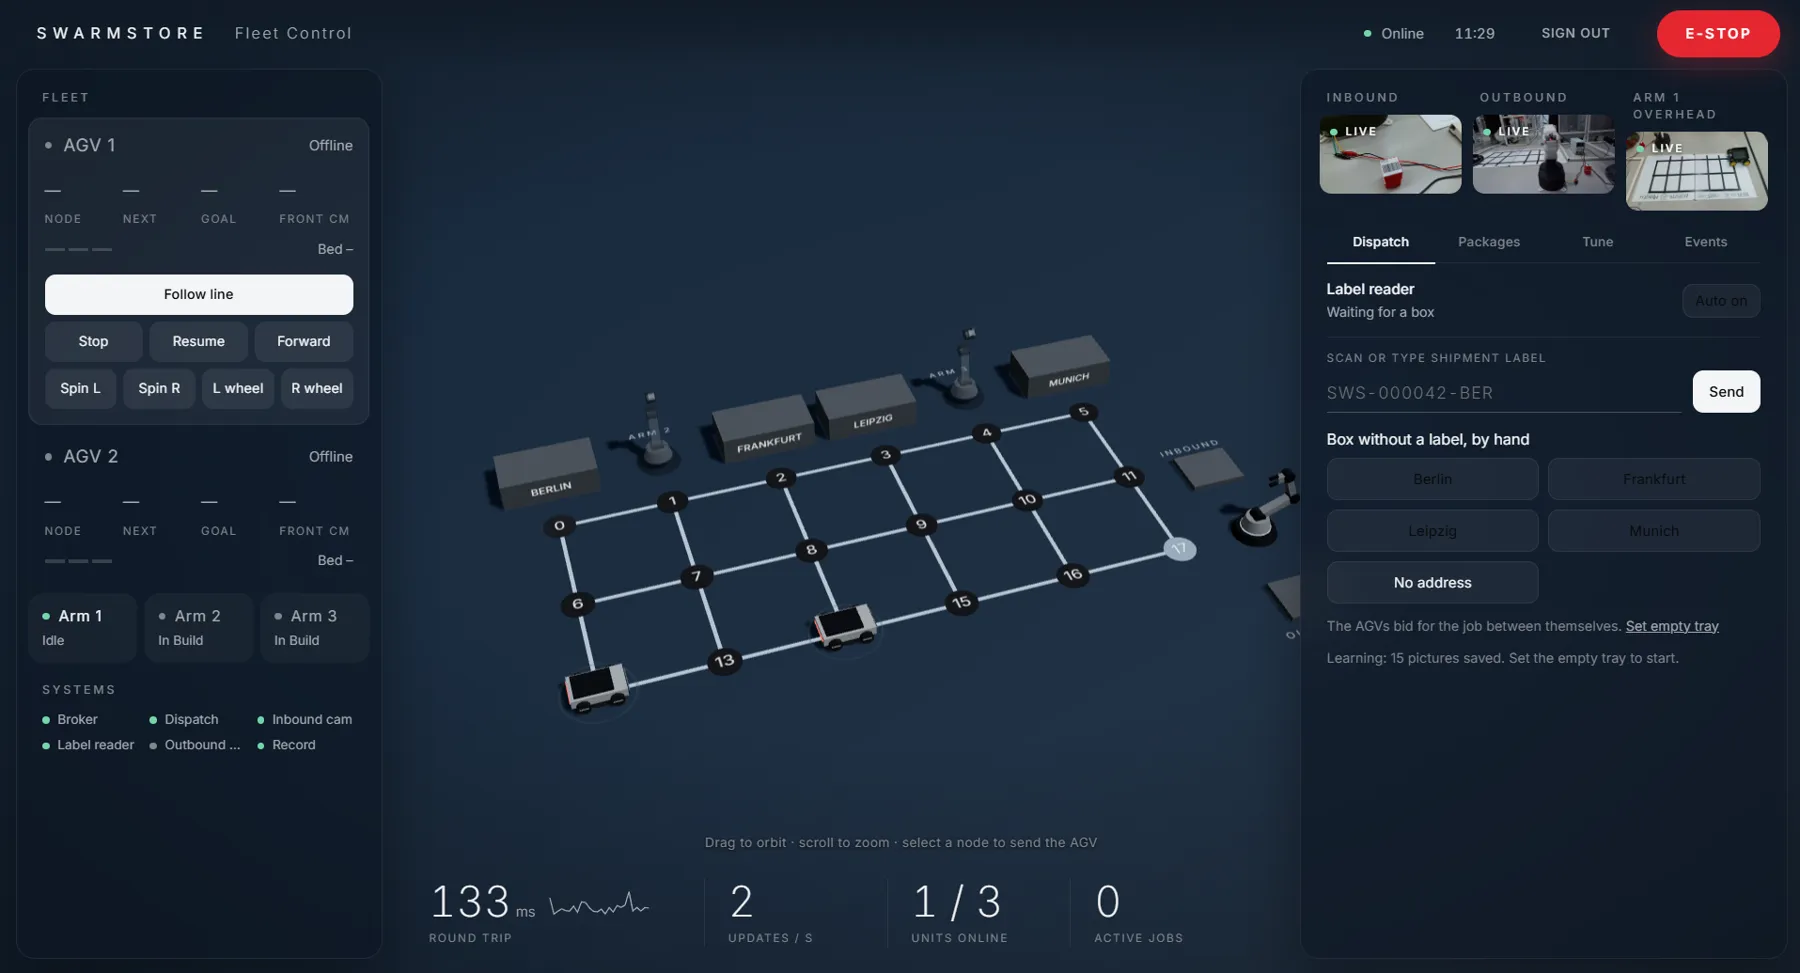 SWARMSTORE Fleet Control
Online 11:29 SIGN OUT E-STOP
FLEET
AGV 1 Offline
— — — —
NODE NEXT GOAL FRONT CM
Bed –
Follow line
Stop Resume Forward
Spin L Spin R L wheel R wheel
AGV 2 Offline
— — — —
NODE NEXT GOAL FRONT CM
Bed –
Arm 1 Arm 2 Arm 3
Idle In Build In Build
SYSTEMS
Broker Dispatch Inbound cam
Label reader Outbound ... Record
MUNICH
LEIPZIG
FRANKFURT
BERLIN
ARM 2
ARM
INBOUND
0 1 2 3 4 5
6 7 8 9 10 11
13 15 16 17
Drag to orbit · scroll to zoom · select a node to send the AGV
133 ms
ROUND TRIP
2
UPDATES / S
1 / 3
UNITS ONLINE
0
ACTIVE JOBS
INBOUND
LIVE
OUTBOUND
LIVE
ARM 1
OVERHEAD
LIVE
Dispatch Packages Tune Events
Label reader
Waiting for a box
Auto on
SCAN OR TYPE SHIPMENT LABEL
SWS-000042-BER
Send
Box without a label, by hand
Berlin Frankfurt
Leipzig Munich
No address
The AGVs bid for the job between themselves. Set empty tray
Learning: 15 pictures saved. Set the empty tray to start.